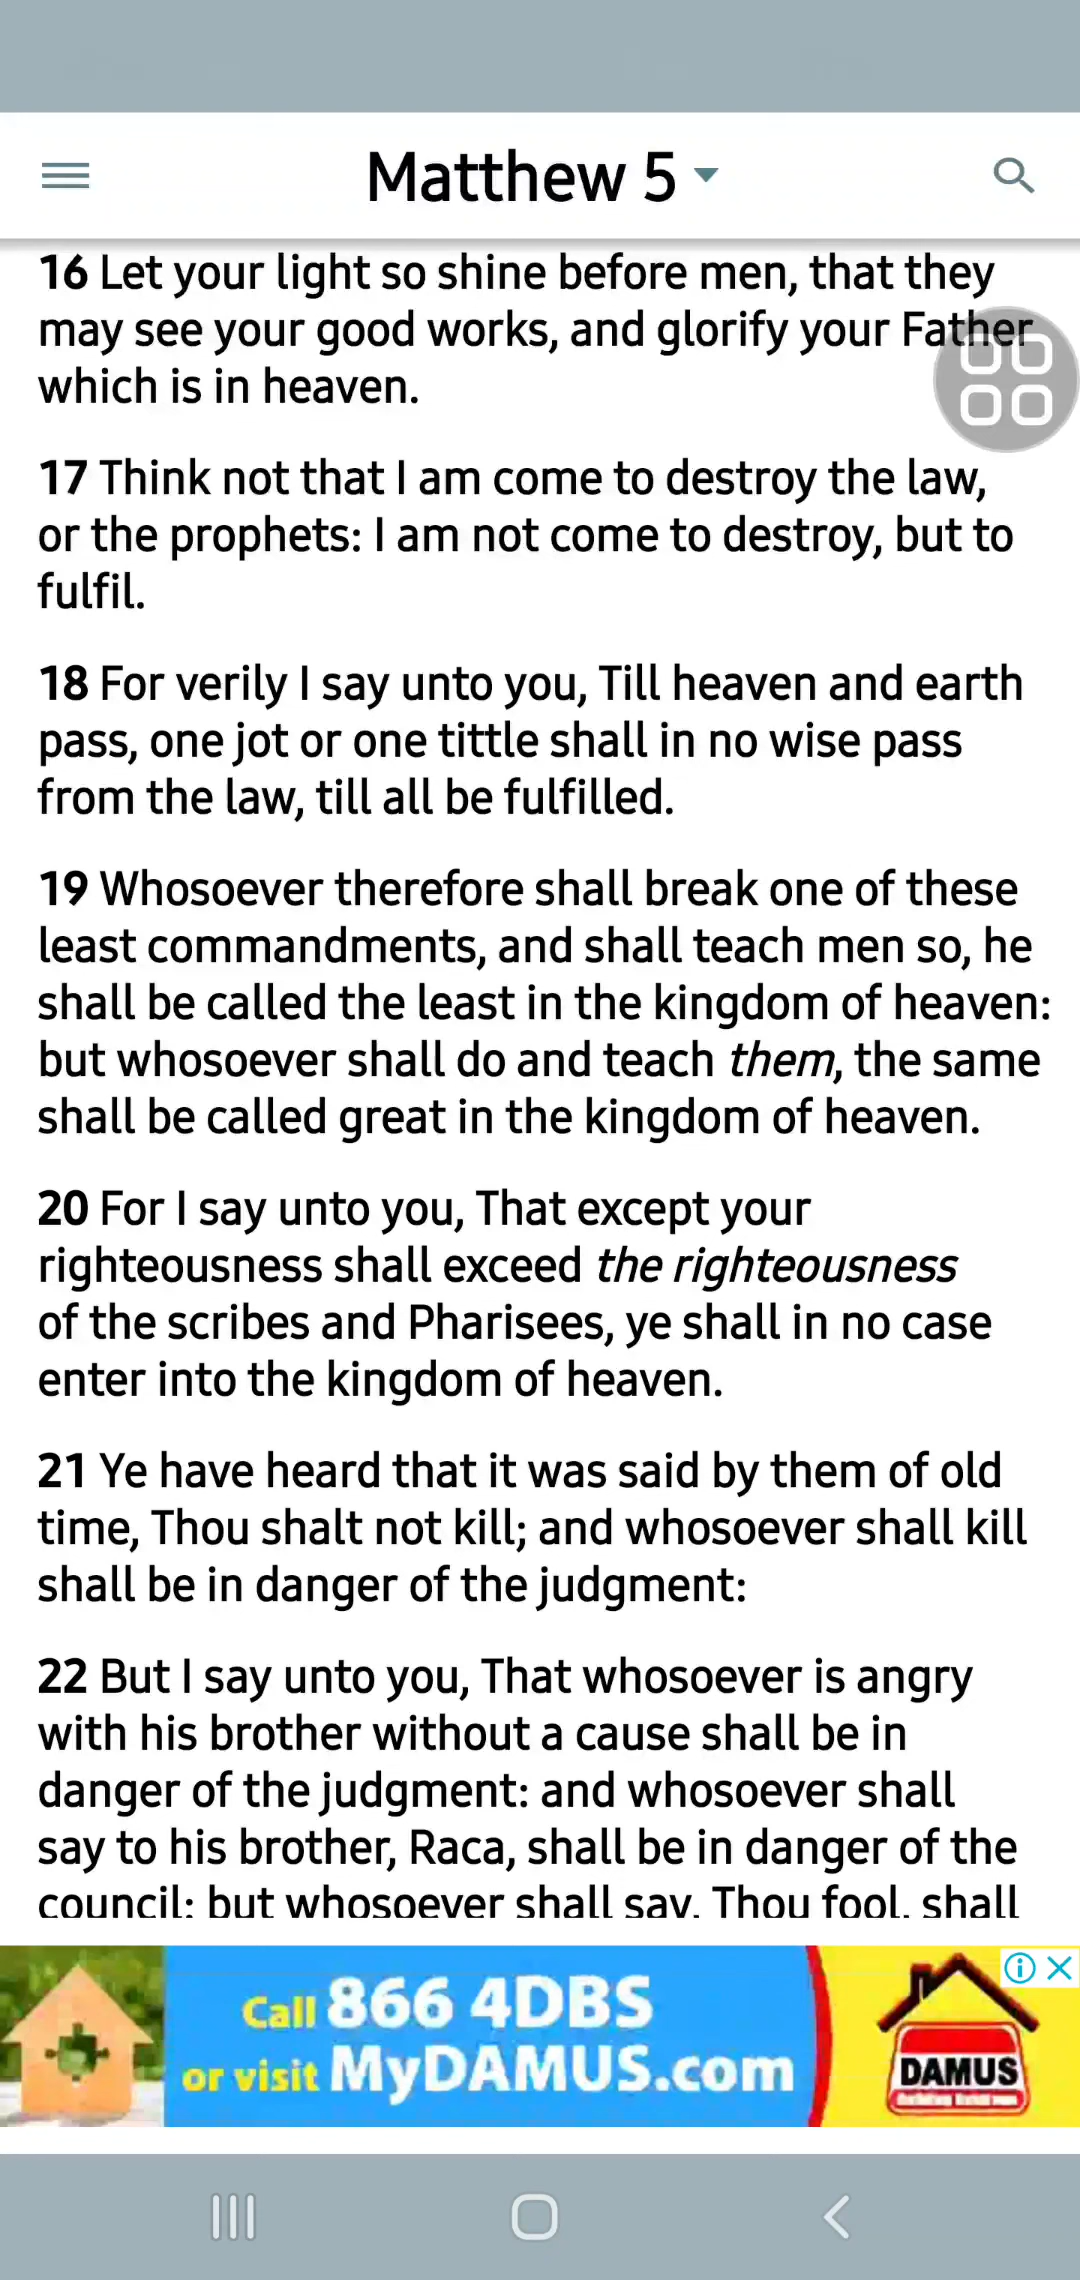 Matthew 5
16 Let your light so shine before men, that they
may see your good works, and glorify your Father
which is in heaven.
17 Think not that I am come to destroy the law,
or the prophets: I am not come to destroy, but to
fulfil.
18 For verily I say unto you, Till heaven and earth
pass, one jot or one tittle shall in no wise pass
from the law, till all be fulfilled.
19 Whosoever therefore shall break one of these
least commandments, and shall teach men so, he
shall be called the least in the kingdom of heaven:
but whosoever shall do and teach them, the same
shall be called great in the kingdom of heaven.
20 For I say unto you, That except your
righteousness shall exceed the righteousness
of the scribes and Pharisees, ye shall in no case
enter into the kingdom of heaven.
21 Ye have heard that it was said by them of old
time, Thou shalt not kill; and whosoever shall kill
shall be in danger of the judgment:
22 But I say unto you, That whosoever is angry
with his brother without a cause shall be in
danger of the judgment: and whosoever shall
say to his brother, Raca, shall be in danger of the
council: but whosoever shall say, Thou fool, shall
Call 866 4DBS
or visit MyDAMUS.com
DAMUS